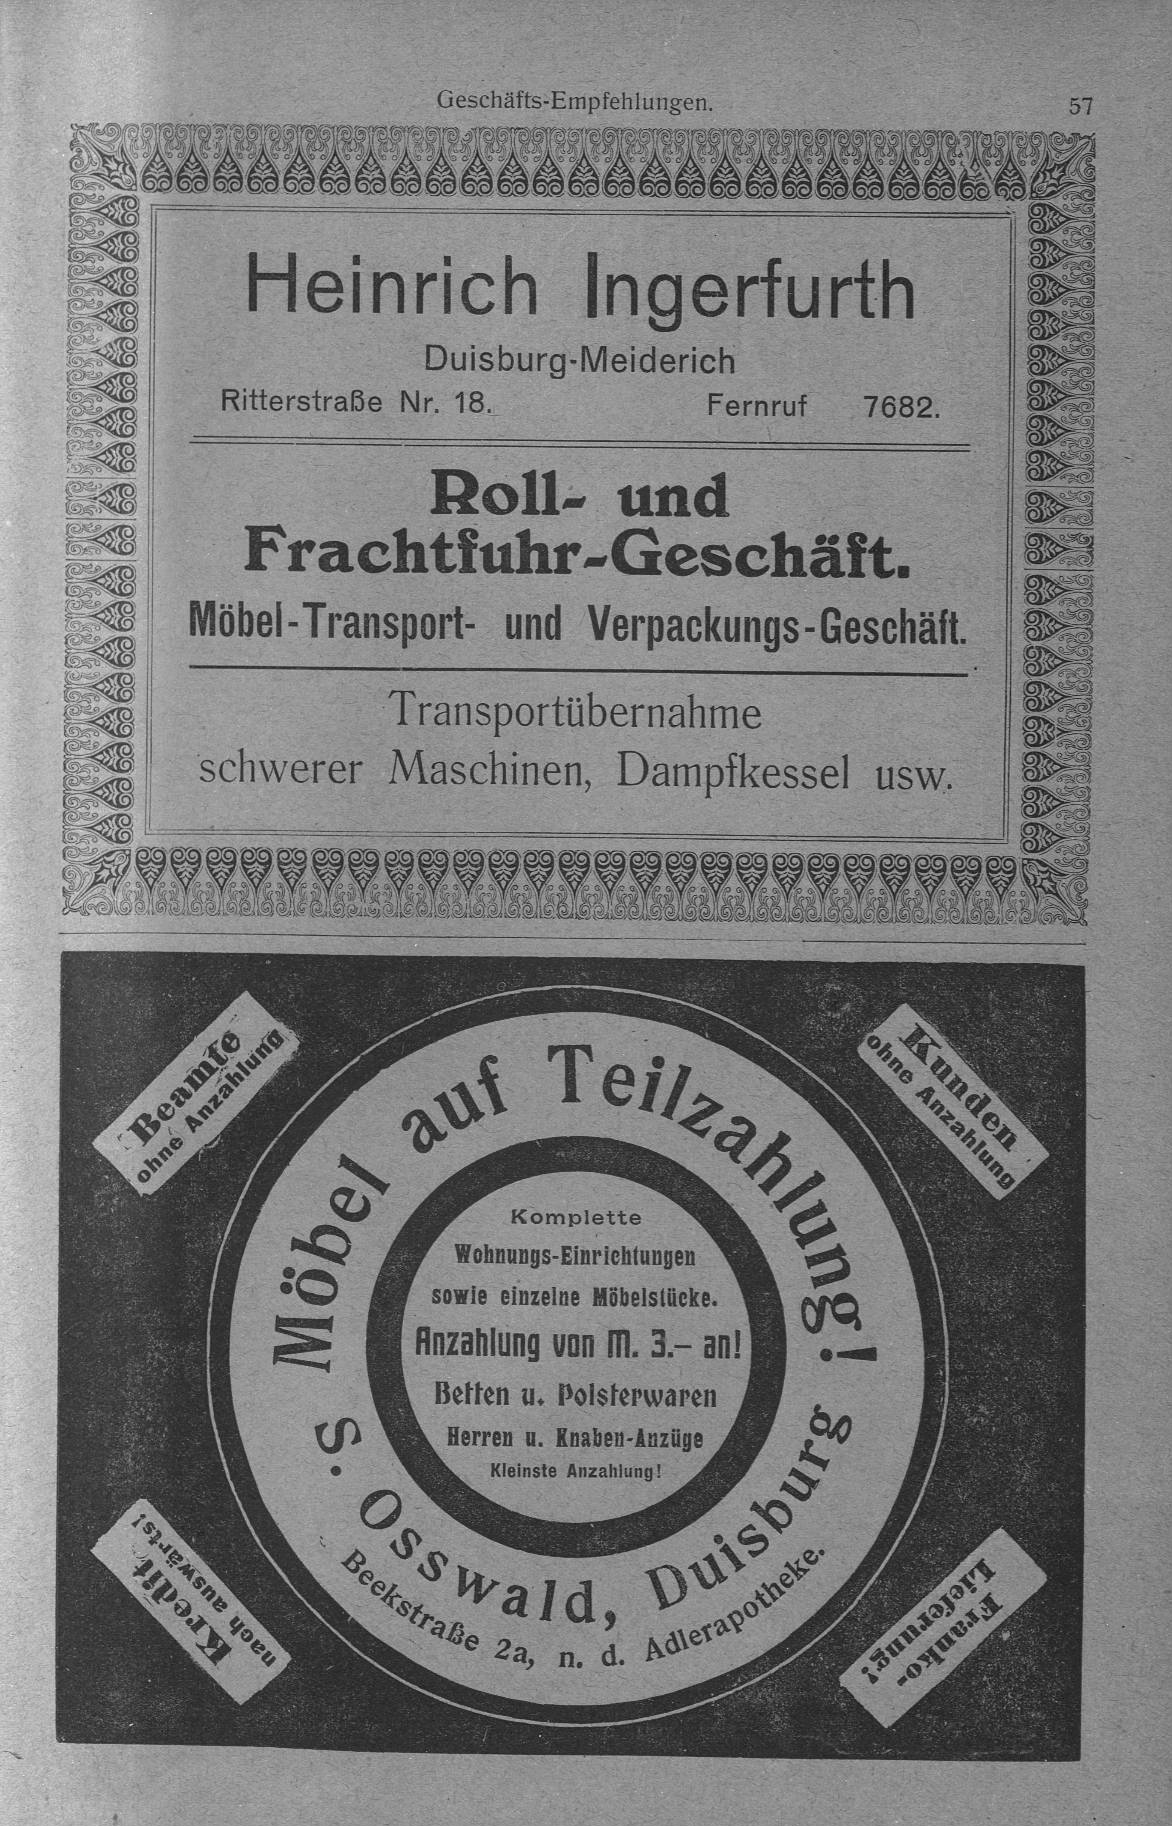 Geschäfts-Empfehlungen.
57
Heinrich Ingerfurth
Duisburg-Meiderich
Ritterstraße Nr. 18.
Fernruf 7682.
Roll- und
Frachtfuhr-Geschäft.
Möbel-Transport- und Verpackungs-Geschäft.
Transportübernahme
schwerer Maschinen, Dampfkessel usw.
Beamte
ohne Anzahlung
Kunden
ohne Anzahlung
Möbel auf Teilzahlung!
Komplette
Wohnungs-Einrichtungen
sowie einzelne Möbelstücke.
Anzahlung von M. 3.— an!
Betten u. Polsterwaren
Herren u. Knaben-Anzüge
Kleinste Anzahlung!
S. Osswald, Duisburg
Beekstraße 2a, n. d. Adlerapotheke.
Kredit
nach auswärts!
Franko-
Lieferung!